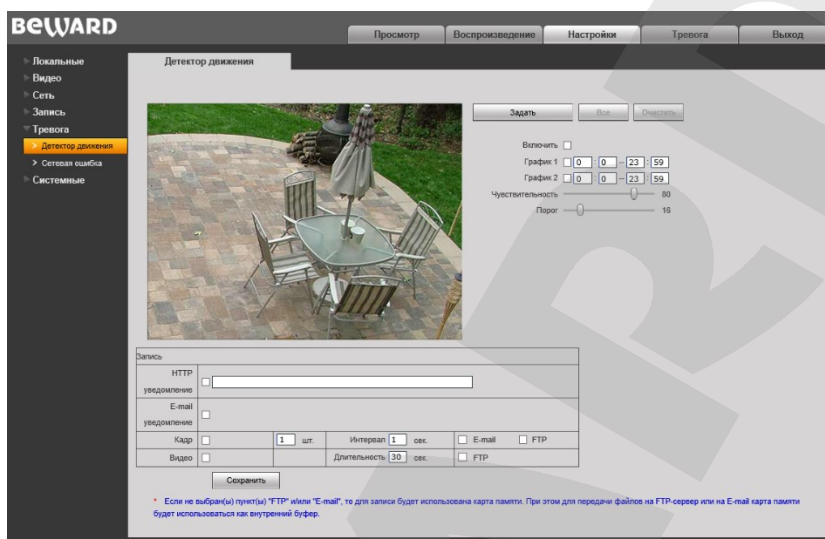 BEWARD
Просмотр Воспроизведение Настройки Тревога Выход
Локальные
Видео
Сеть
Запись
Тревога
Детектор движения
Сетевая ошибка
Системные
Детектор движения
Задать Все Очистить
Включить
График 1 0 : 0 – 23 : 59
График 2 0 : 0 – 23 : 59
Чувствительность 80
Порог 16
Запись
HTTP
уведомление
E-mail
уведомление
Кадр 1 шт. Интервал 1 сек. E-mail FTP
Видео Длительность 30 сек. FTP
Сохранить
* Если не выбран(ы) пункт(ы) "FTP" и/или "E-mail", то для записи будет использована карта памяти. При этом для передачи файлов на FTP-сервер или на E-mail карта памяти
будет использоваться как внутренний буфер.